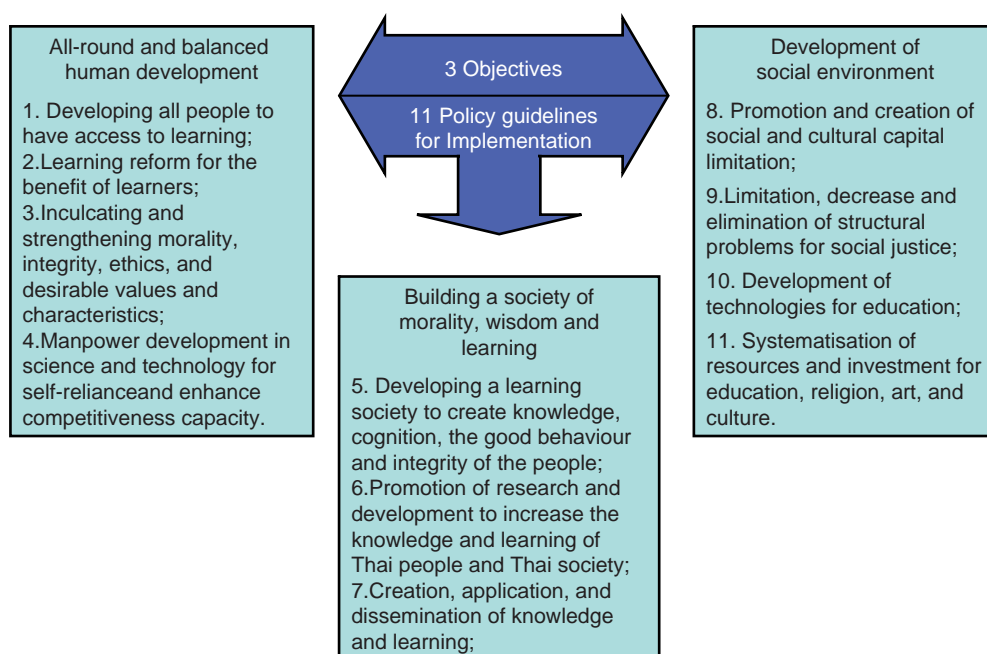 All-round and balanced
human development
1. Developing all people to
have access to learning;
2.Learning reform for the
benefit of learners;
3.Inculcating and
strengthening morality,
integrity, ethics, and
desirable values and
characteristics;
4.Manpower development in
science and technology for
self-relianceand enhance
competitiveness capacity.
3 Objectives
11 Policy guidelines
for Implementation
Building a society of
morality, wisdom and
learning
5. Developing a learning
society to create knowledge,
cognition, the good behaviour
and integrity of the people;
6.Promotion of research and
development to increase the
knowledge and learning of
Thai people and Thai society;
7.Creation, application, and
dissemination of knowledge
and learning;
Development of
social environment
8. Promotion and creation of
social and cultural capital
limitation;
9.Limitation, decrease and
elimination of structural
problems for social justice;
10. Development of
technologies for education;
11. Systematisation of
resources and investment for
education, religion, art, and
culture.